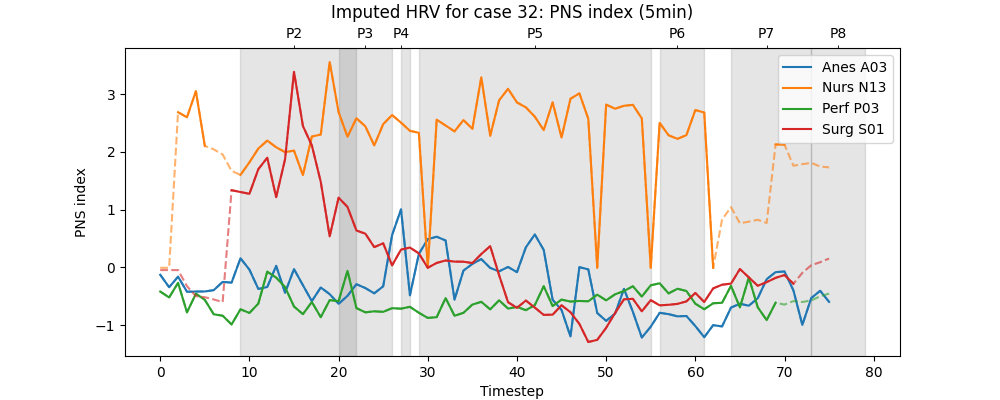 Imputed HRV for case 32: PNS index (5min)
P2 P3 P4 P5 P6 P7 P8
Anes A03
Nurs N13
Perf P03
Surg S01
3
2
1
0
−1
PNS index
0 10 20 30 40 50 60 70 80
Timestep